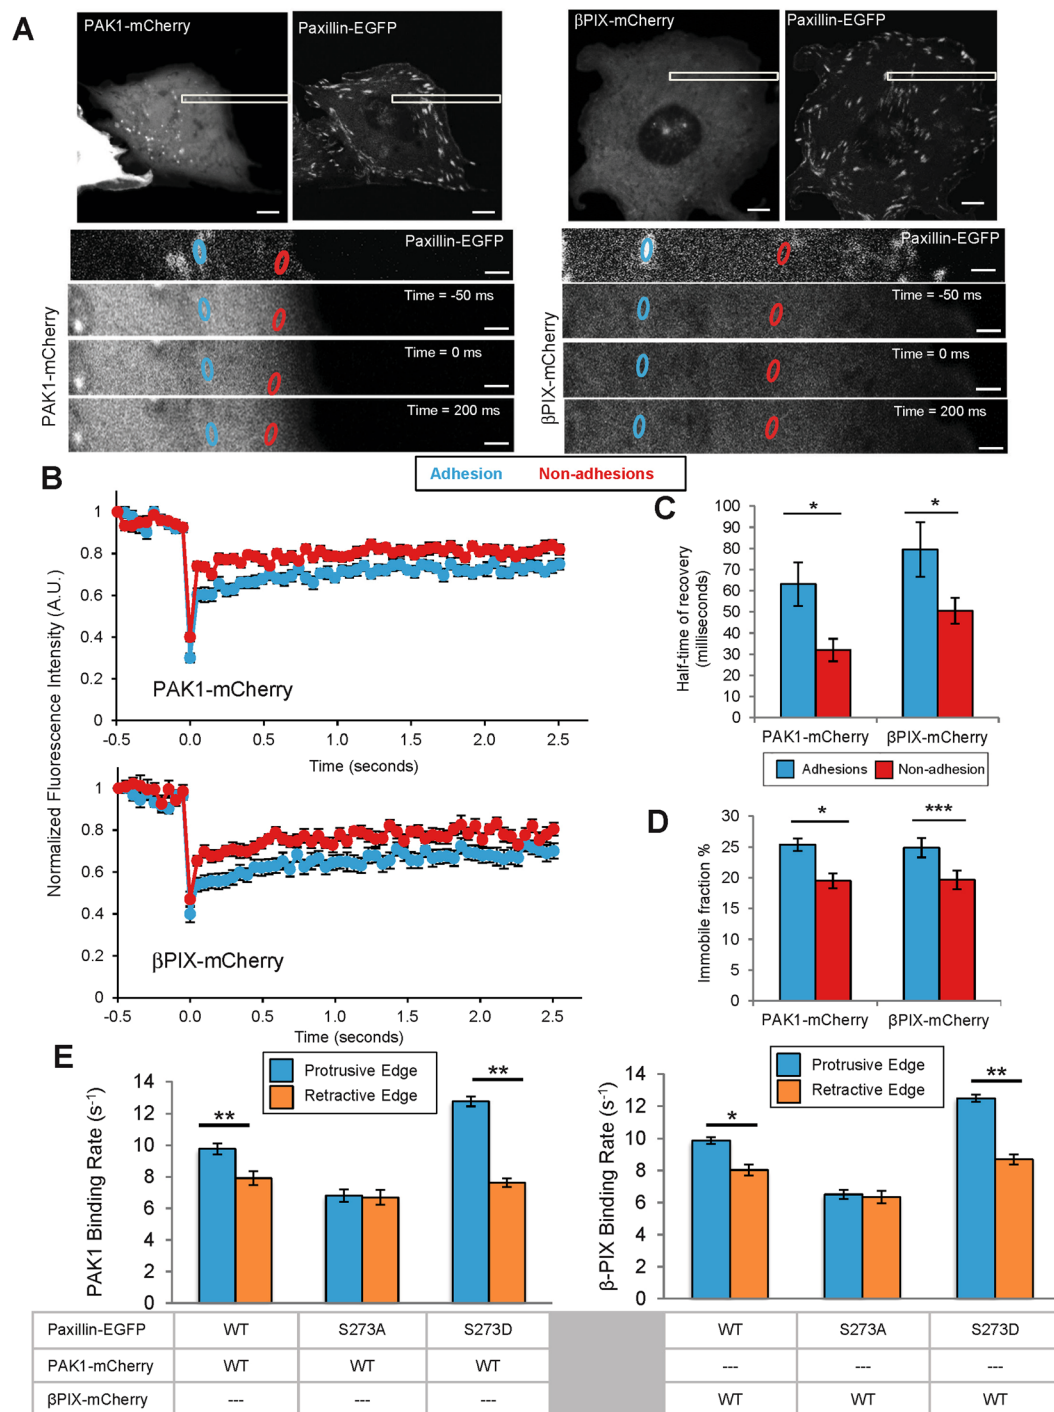 A
PAK1-mCherry
Paxillin-EGFP
βPIX-mCherry
Paxillin-EGFP
Paxillin-EGFP
Time = -50 ms
Time = 0 ms
Time = 200 ms
PAK1-mCherry
Paxillin-EGFP
Time = -50 ms
Time = 0 ms
Time = 200 ms
βPIX-mCherry
B
Adhesion Non-adhesions
Normalized Fluorescence Intensity (A.U.)
1
0.8
0.6
0.4
0.2
0
PAK1-mCherry
-0.5 0.0 0.5 1.0 1.5 2.0 2.5
Time (seconds)
1
0.8
0.6
0.4
0.2
0
βPIX-mCherry
-0.5 0.0 0.5 1.0 1.5 2.0 2.5
Time (seconds)
C
Half-time of recovery
(milliseconds)
100
90
80
70
60
50
40
30
20
10
0
* *
PAK1-mCherry βPIX-mCherry
Adhesions Non-adhesion
D
Immobile fraction %
30
25
20
15
10
5
0
* ***
PAK1-mCherry βPIX-mCherry
E
Protrusive Edge
Retractive Edge
PAK1 Binding Rate (s-1)
14
12
10
8
6
4
2
0
** **
Protrusive Edge
Retractive Edge
β-PIX Binding Rate (s-1)
14
12
10
8
6
4
2
0
* **
Paxillin-EGFP WT S273A S273D WT S273A S273D
PAK1-mCherry WT WT WT --- --- ---
βPIX-mCherry --- --- --- WT WT WT